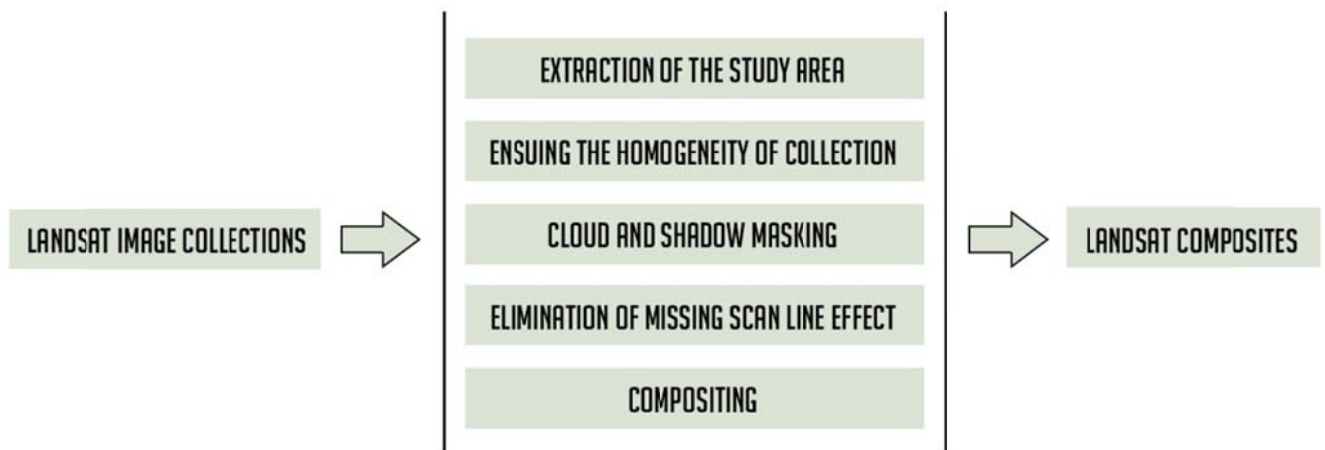 LANDSAT IMAGE COLLECTIONS
EXTRACTION OF THE STUDY AREA
ENSUING THE HOMOGENEITY OF COLLECTION
CLOUD AND SHADOW MASKING
ELIMINATION OF MISSING SCAN LINE EFFECT
COMPOSITING
LANDSAT COMPOSITES